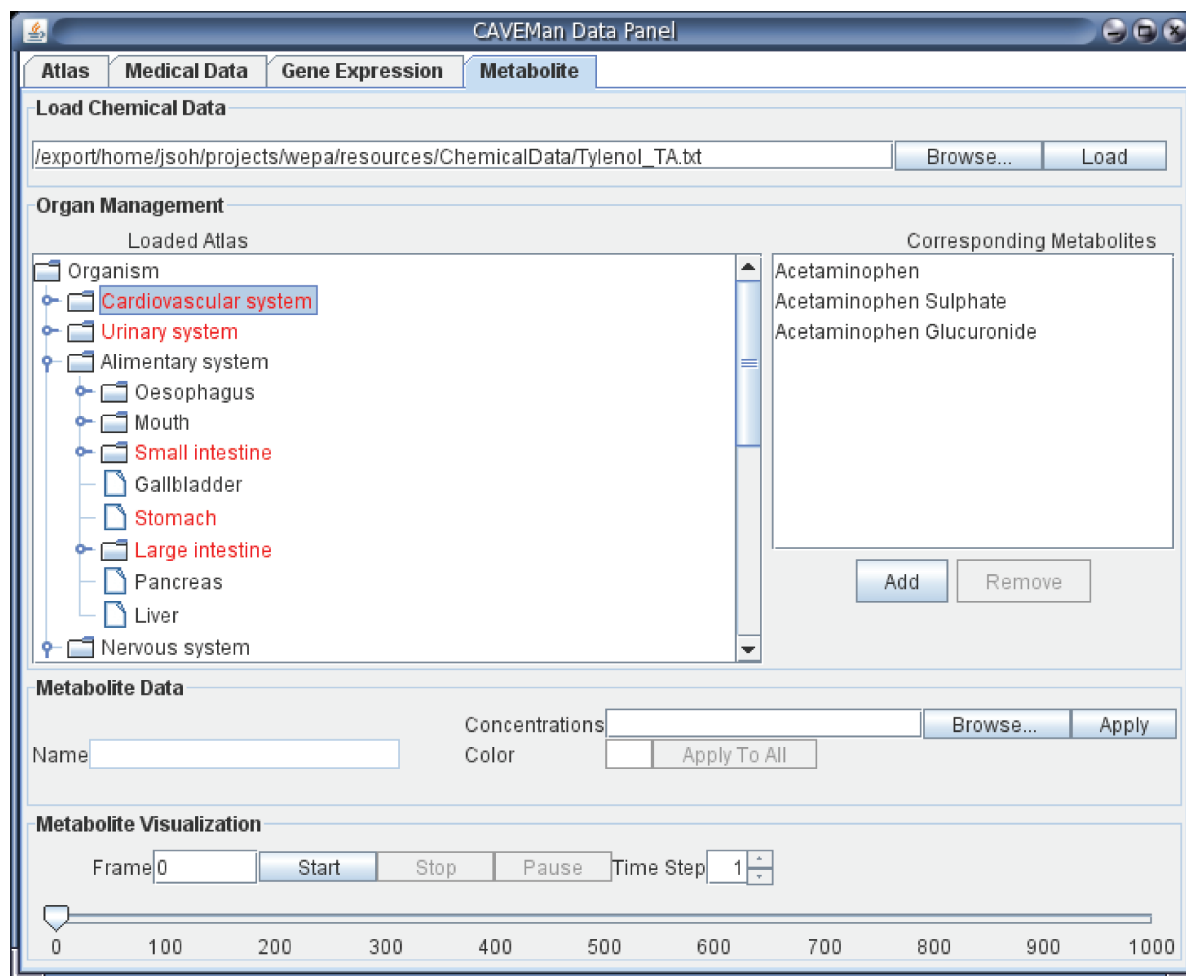 CAVEMan Data Panel
Atlas Medical Data Gene Expression Metabolite
Load Chemical Data
/export/home/jsoh/projects/wepa/resources/ChemicalData/Tylenol_TA.txt Browse... Load
Organ Management
Loaded Atlas Corresponding Metabolites
Organism
Cardiovascular system
Urinary system
Alimentary system
Oesophagus
Mouth
Small intestine
Gallbladder
Stomach
Large intestine
Pancreas
Liver
Nervous system
Acetaminophen
Acetaminophen Sulphate
Acetaminophen Glucuronide
Add Remove
Metabolite Data
Concentrations Browse... Apply
Name Color Apply To All
Metabolite Visualization
Frame 0 Start Stop Pause Time Step 1
0 100 200 300 400 500 600 700 800 900 1000